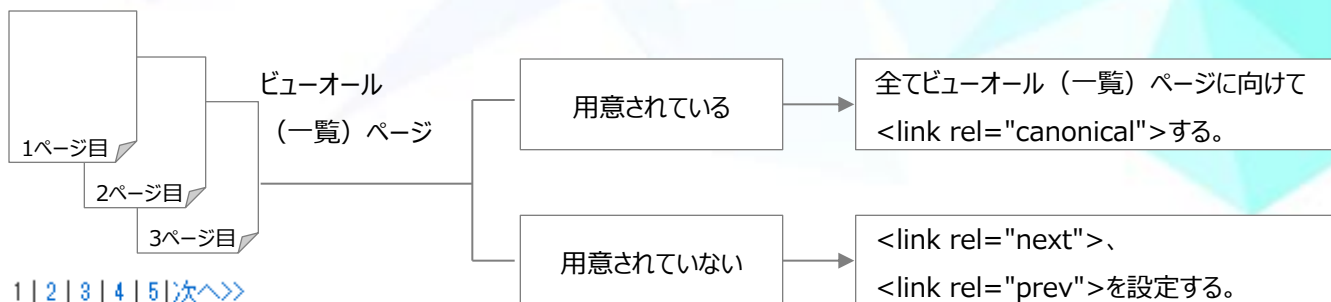 1ページ目
2ページ目
3ページ目
1 | 2 | 3 | 4 | 5 |次へ>>
ビューオール
（一覧）ページ
用意されている
全てビューオール（一覧）ページに向けて
<link rel="canonical">する。
用意されていない
<link rel="next">、
<link rel="prev">を設定する。